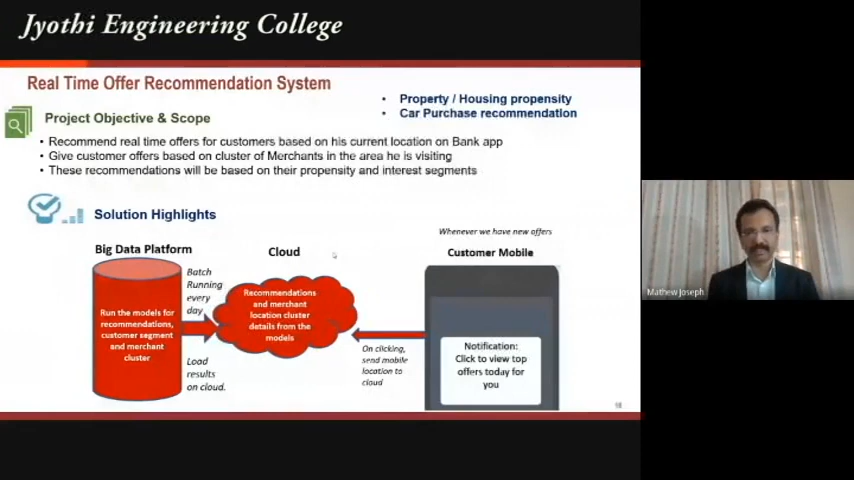 Jyothi Engineering College
Real Time Offer Recommendation System
• Property / Housing propensity
• Car Purchase recommendation
Project Objective & Scope
• Recommend real time offers for customers based on his current location on Bank app
• Give customer offers based on cluster of Merchants in the area he is visiting
• These recommendations will be based on their propensity and interest segments
Solution Highlights
Whenever we have new offers
Big Data Platform
Cloud
Customer Mobile
Run the models for
recommendations,
customer segment
and merchant
cluster
Batch
Running
every
day
Load
results
on cloud.
Recommendations
and merchant
location cluster
details from the
models
On clicking,
send mobile
location to
cloud
Notification:
Click to view top
offers today for
you
Mathew Joseph